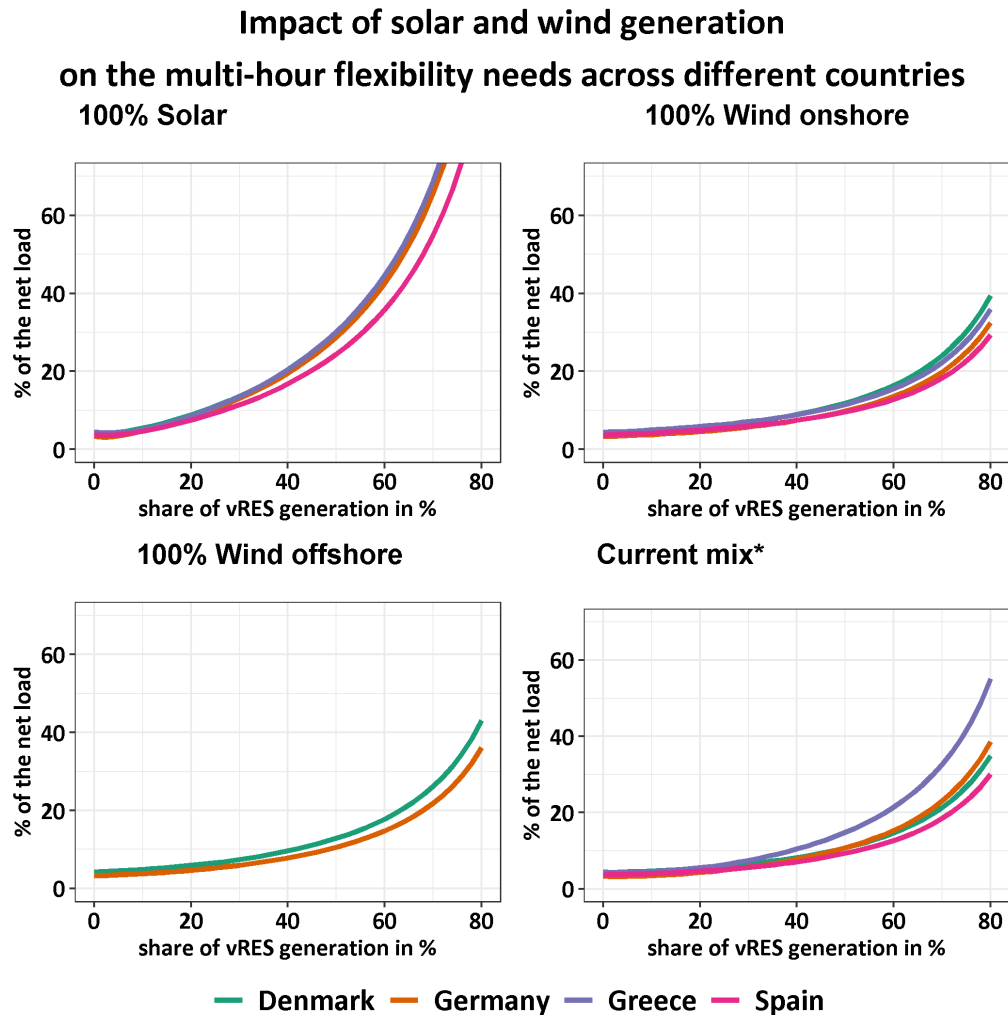 Impact of solar and wind generation
on the multi-hour flexibility needs across different countries
100% Solar
% of the net load
60
40
20
0
0 20 40 60 80
share of vRES generation in %
100% Wind onshore
% of the net load
60
40
20
0
0 20 40 60 80
share of vRES generation in %
100% Wind offshore
% of the net load
60
40
20
0
0 20 40 60 80
share of vRES generation in %
Current mix*
% of the net load
60
40
20
0
0 20 40 60 80
share of vRES generation in %
Denmark Germany Greece Spain